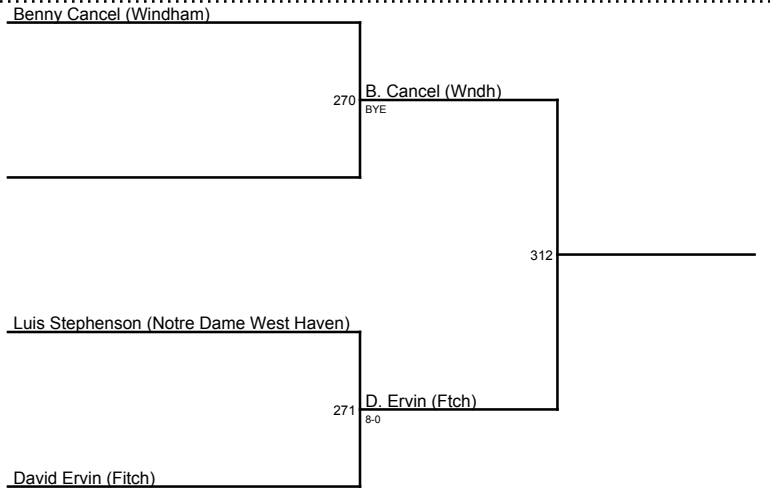 Benny Cancel (Windham)
270
B. Cancel (Wndh)
BYE
312
Luis Stephenson (Notre Dame West Haven)
271
D. Ervin (Ftch)
8-0
David Ervin (Fitch)